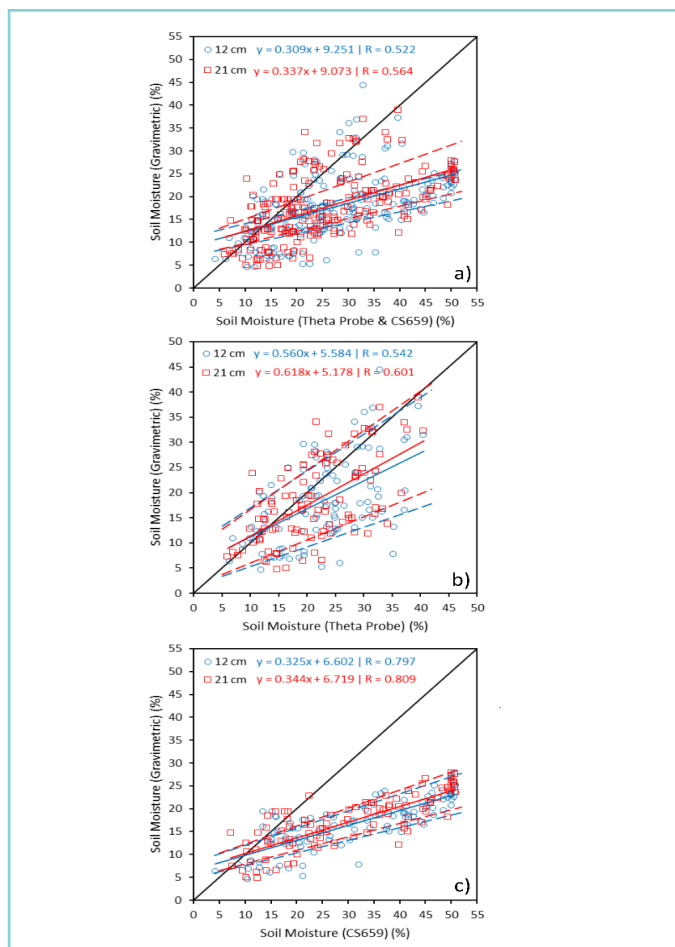 55
50
45
40
35
30
25
20
15
10
5
0
12 cm y = 0.309x + 9.251 | R = 0.522
21 cm y = 0.337x + 9.073 | R = 0.564
Soil Moisture (Gravimetric) (%)
a)
0 5 10 15 20 25 30 35 40 45 50 55
Soil Moisture (Theta Probe & CS659) (%)
50
45
40
35
30
25
20
15
10
5
0
12 cm y = 0.560x + 5.584 | R = 0.542
21 cm y = 0.618x + 5.178 | R = 0.601
Soil Moisture (Gravimetric) (%)
b)
0 5 10 15 20 25 30 35 40 45 50
Soil Moisture (Theta Probe) (%)
55
50
45
40
35
30
25
20
15
10
5
0
12 cm y = 0.325x + 6.602 | R = 0.797
21 cm y = 0.344x + 6.719 | R = 0.809
Soil Moisture (Gravimetric) (%)
c)
0 5 10 15 20 25 30 35 40 45 50 55
Soil Moisture (CS659) (%)